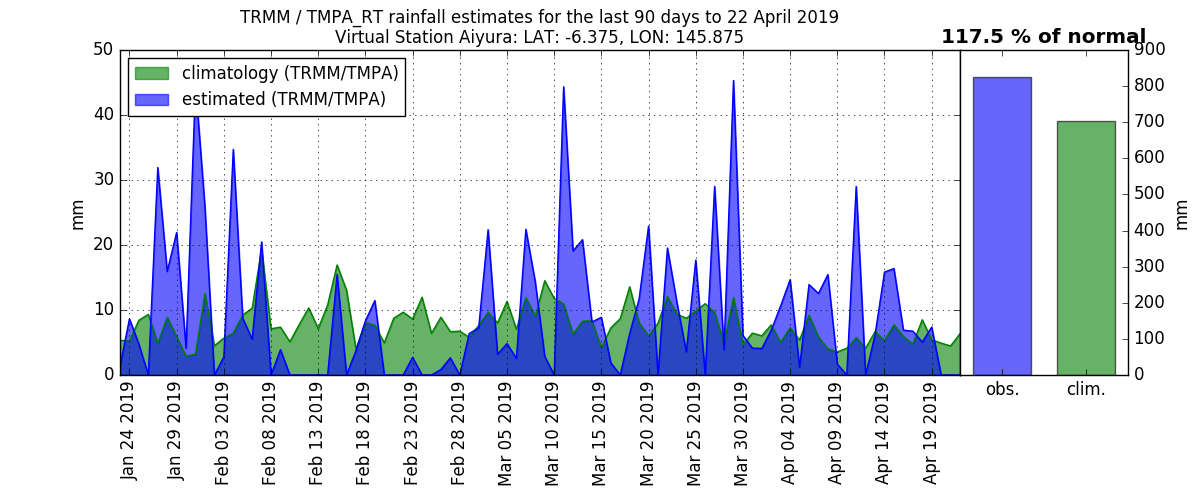 TRMM / TMPA_RT rainfall estimates for the last 90 days to 22 April 2019
Virtual Station Aiyura: LAT: -6.375, LON: 145.875
117.5 % of normal
climatology (TRMM/TMPA)
estimated (TRMM/TMPA)
50
40
30
20
10
0
mm
Jan 24 2019
Jan 29 2019
Feb 03 2019
Feb 08 2019
Feb 13 2019
Feb 18 2019
Feb 23 2019
Feb 28 2019
Mar 05 2019
Mar 10 2019
Mar 15 2019
Mar 20 2019
Mar 25 2019
Mar 30 2019
Apr 04 2019
Apr 09 2019
Apr 14 2019
Apr 19 2019
obs.
clim.
900
800
700
600
500
400
300
200
100
0
mm